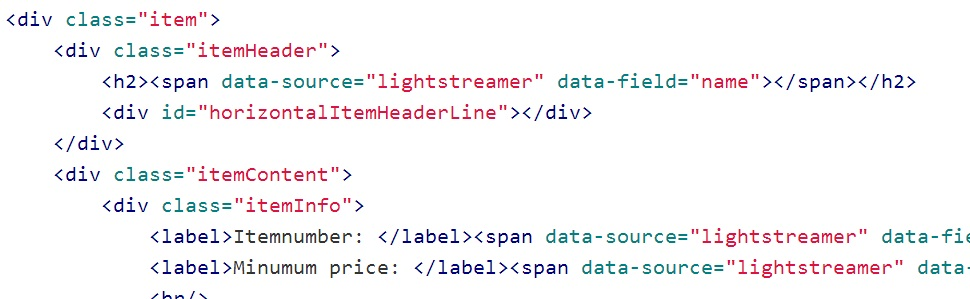 <div class="item">
<div class="itemHeader">
<h2><span data-source="lightstreamer" data-field="name"></span></h2>
<div id="horizontalItemHeaderLine"></div>
</div>
<div class="itemContent">
<div class="itemInfo">
<label>Itemnumber: </label><span data-source="lightstreamer" data-fie
<label>Minumum price: </label><span data-source="lightstreamer" data-